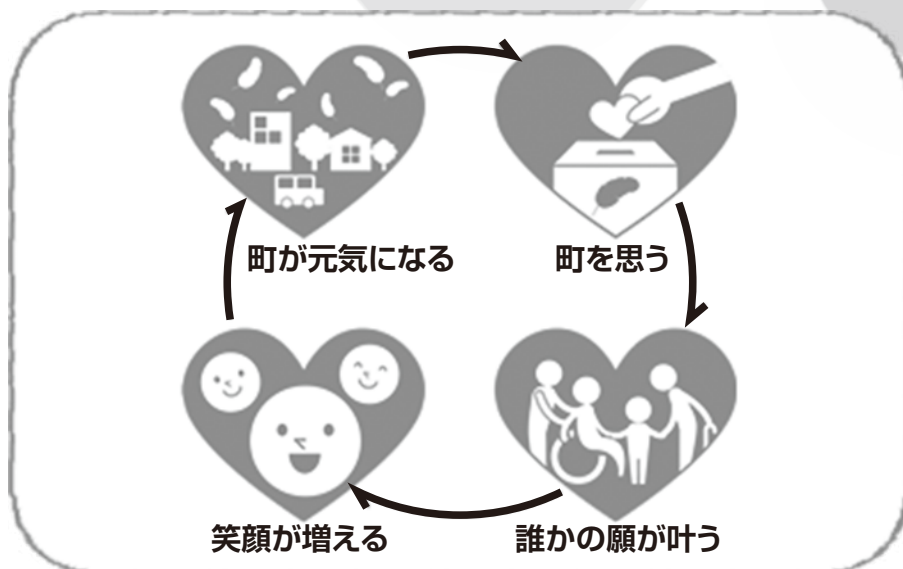 町が元気になる
町を思う
笑顔が増える
誰かの願が叶う